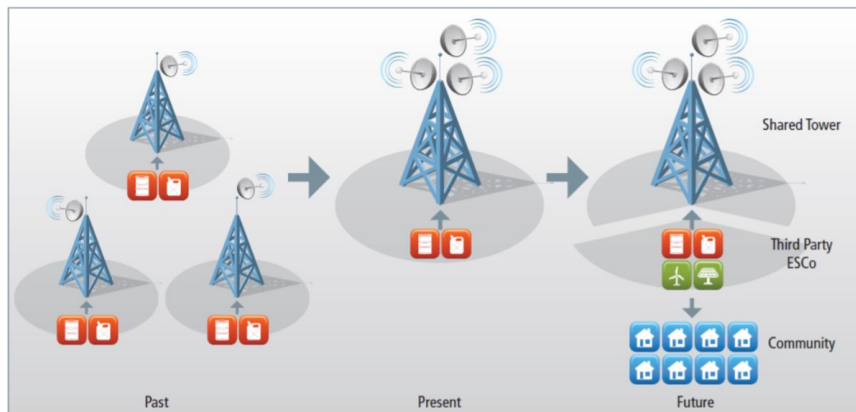 Shared Tower
Third Party
ESCo
Community
Past
Present
Future